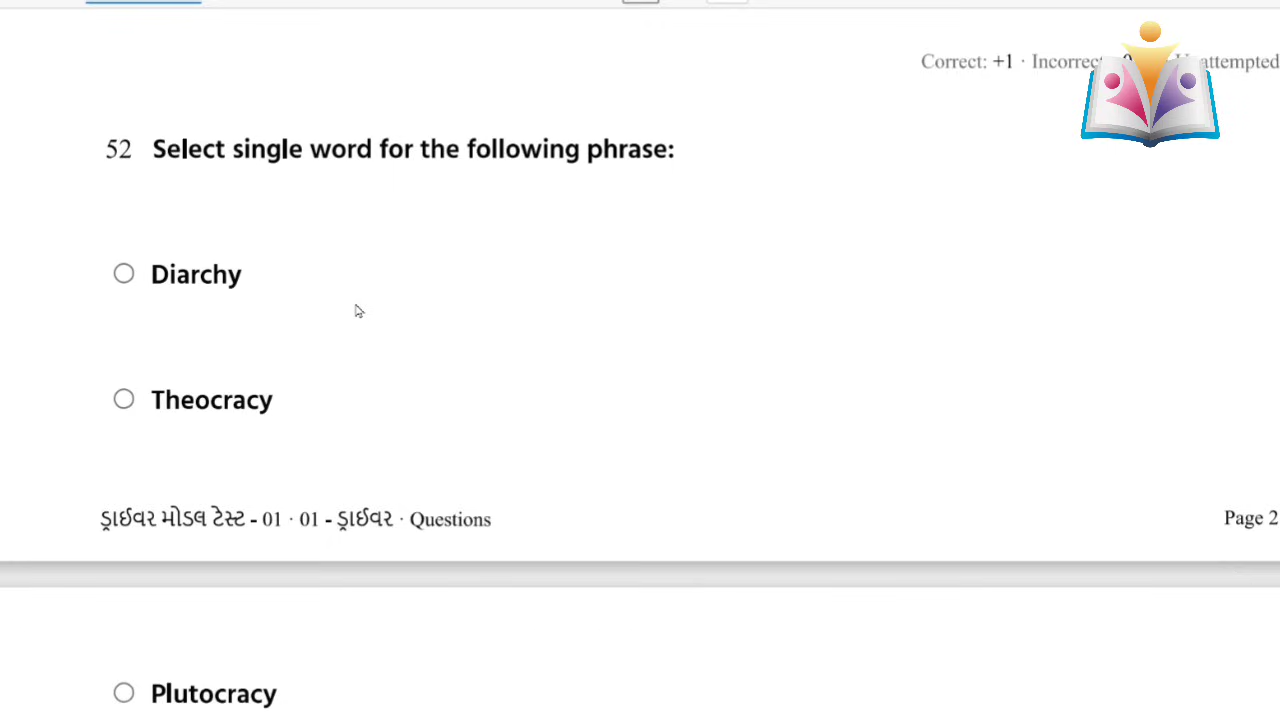 Correct: +1 · Incorrect
52 Select single word for the following phrase:
Diarchy
Theocracy
ડ્રાઈવર મોડલ ટેસ્ટ - 01 · 01 - ડ્રાઈવર · Questions
Page 2
Plutocracy